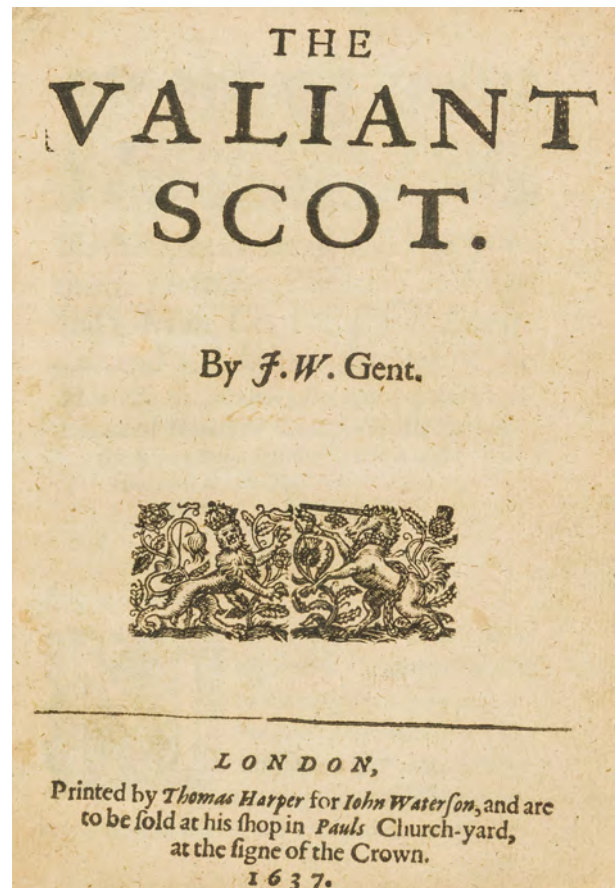 THE
VALIANT
SCOT.
By J. W. Gent.
LONDON,
Printed by Thomas Harper for Iohn Waterſon, and are
to be ſold at his ſhop in Pauls Church-yard,
at the ſigne of the Crown.
1637.